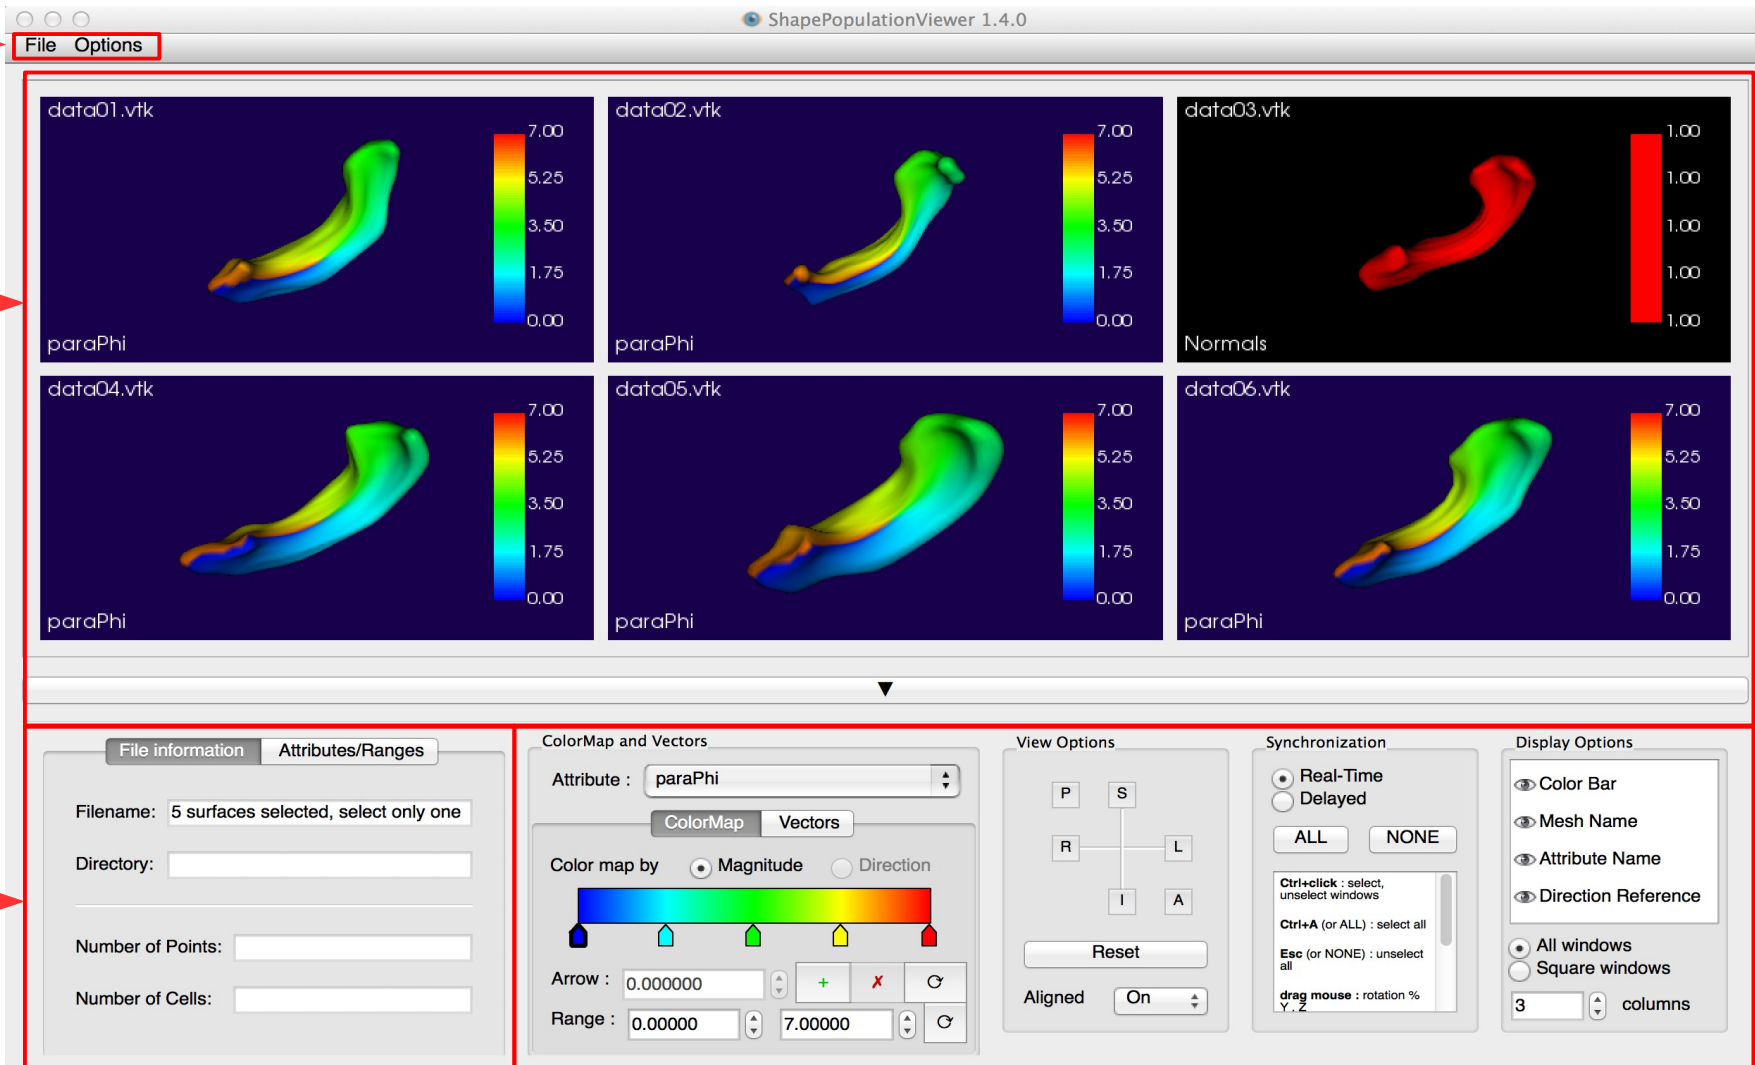 ShapePopulationViewer 1.4.0
File Options
data01.vtk
7.00
5.25
3.50
1.75
0.00
paraPhi
data02.vtk
7.00
5.25
3.50
1.75
0.00
paraPhi
data03.vtk
1.00
1.00
1.00
1.00
1.00
Normals
data04.vtk
7.00
5.25
3.50
1.75
0.00
paraPhi
data05.vtk
7.00
5.25
3.50
1.75
0.00
paraPhi
data06.vtk
7.00
5.25
3.50
1.75
0.00
paraPhi
File information Attributes/Ranges
Filename: 5 surfaces selected, select only one
Directory:
Number of Points:
Number of Cells:
ColorMap and Vectors
Attribute : paraPhi
ColorMap Vectors
Color map by Magnitude Direction
Arrow : 0.000000
Range : 0.00000 7.00000
View Options
P S
R L
I A
Reset
Aligned On
Synchronization
Real-Time
Delayed
ALL NONE
Ctrl+click : select,
unselect windows
Ctrl+A (or ALL) : select all
Esc (or NONE) : unselect
all
drag mouse : rotation %
Y , Z
Display Options
Color Bar
Mesh Name
Attribute Name
Direction Reference
All windows
Square windows
3 columns